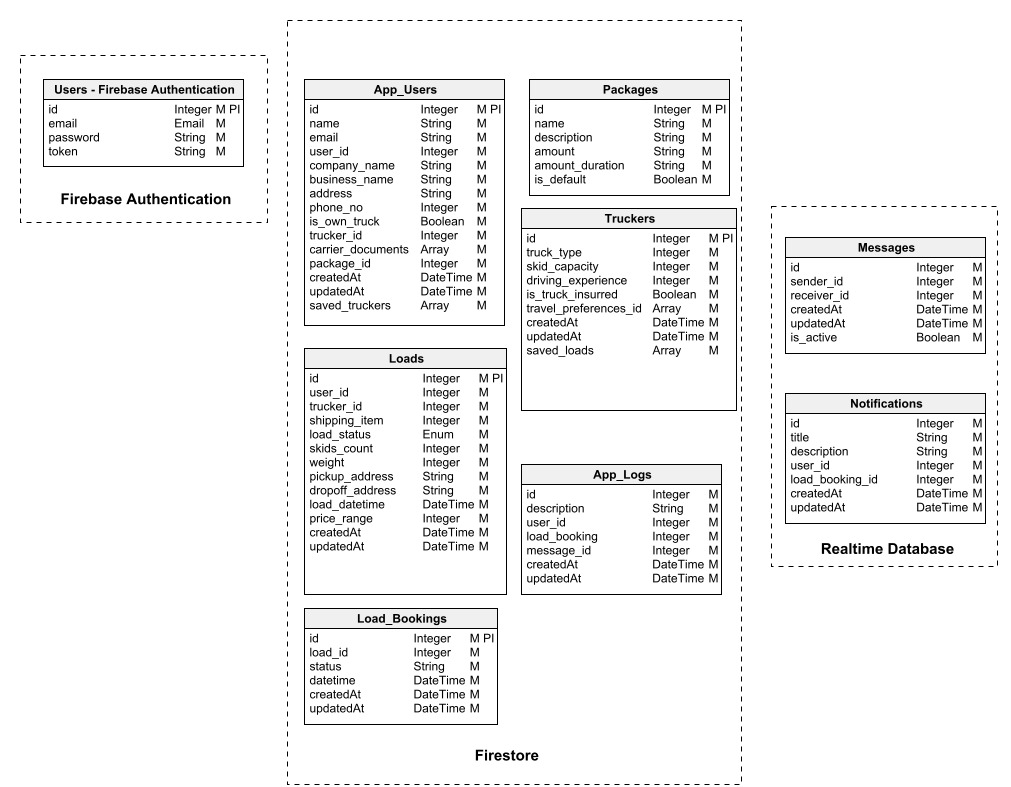 Users - Firebase Authentication
id Integer M PI
email Email M
password String M
token String M
Firebase Authentication
App_Users
id Integer M PI
name String M
email String M
user_id Integer M
company_name String M
business_name String M
address String M
phone_no Integer M
is_own_truck Boolean M
trucker_id Integer M
carrier_documents Array M
package_id Integer M
createdAt DateTime M
updatedAt DateTime M
saved_truckers Array M
Packages
id Integer M PI
name String M
description String M
amount String M
amount_duration String M
is_default Boolean M
Truckers
id Integer M PI
truck_type Integer M
skid_capacity Integer M
driving_experience Integer M
is_truck_insurred Boolean M
travel_preferences_id Array M
createdAt DateTime M
updatedAt DateTime M
saved_loads Array M
Loads
id Integer M PI
user_id Integer M
trucker_id Integer M
shipping_item Integer M
load_status Enum M
skids_count Integer M
weight Integer M
pickup_address String M
dropoff_address String M
load_datetime DateTime M
price_range Integer M
createdAt DateTime M
updatedAt DateTime M
App_Logs
id Integer M
description String M
user_id Integer M
load_booking Integer M
message_id Integer M
createdAt DateTime M
updatedAt DateTime M
Load_Bookings
id Integer M PI
load_id Integer M
status String M
datetime DateTime M
createdAt DateTime M
updatedAt DateTime M
Firestore
Messages
id Integer M
sender_id Integer M
receiver_id Integer M
createdAt DateTime M
updatedAt DateTime M
is_active Boolean M
Notifications
id Integer M
title String M
description String M
user_id Integer M
load_booking_id Integer M
createdAt DateTime M
updatedAt DateTime M
Realtime Database